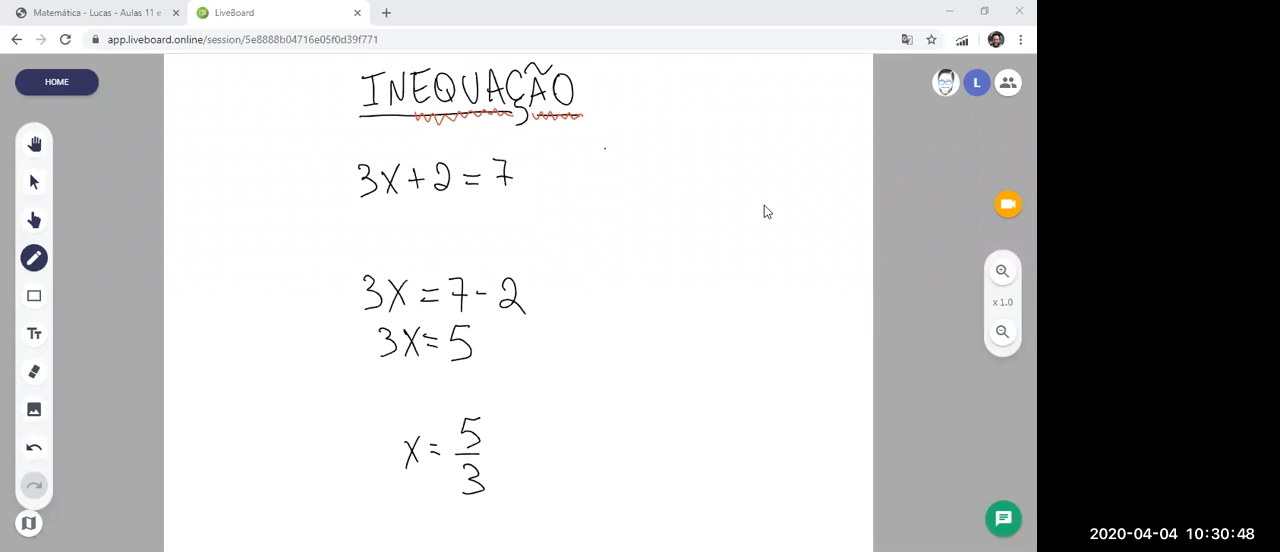 Matemática - Lucas - Aulas 11 e
LiveBoard
app.liveboard.online/session/5e8888b04716e05f0d39f771
HOME
L
INEQUAÇÃO
3x+2=7
3x=7-2
3x=5
x=5/3
Tт
x 1.0
2020-04-04 10:30:48